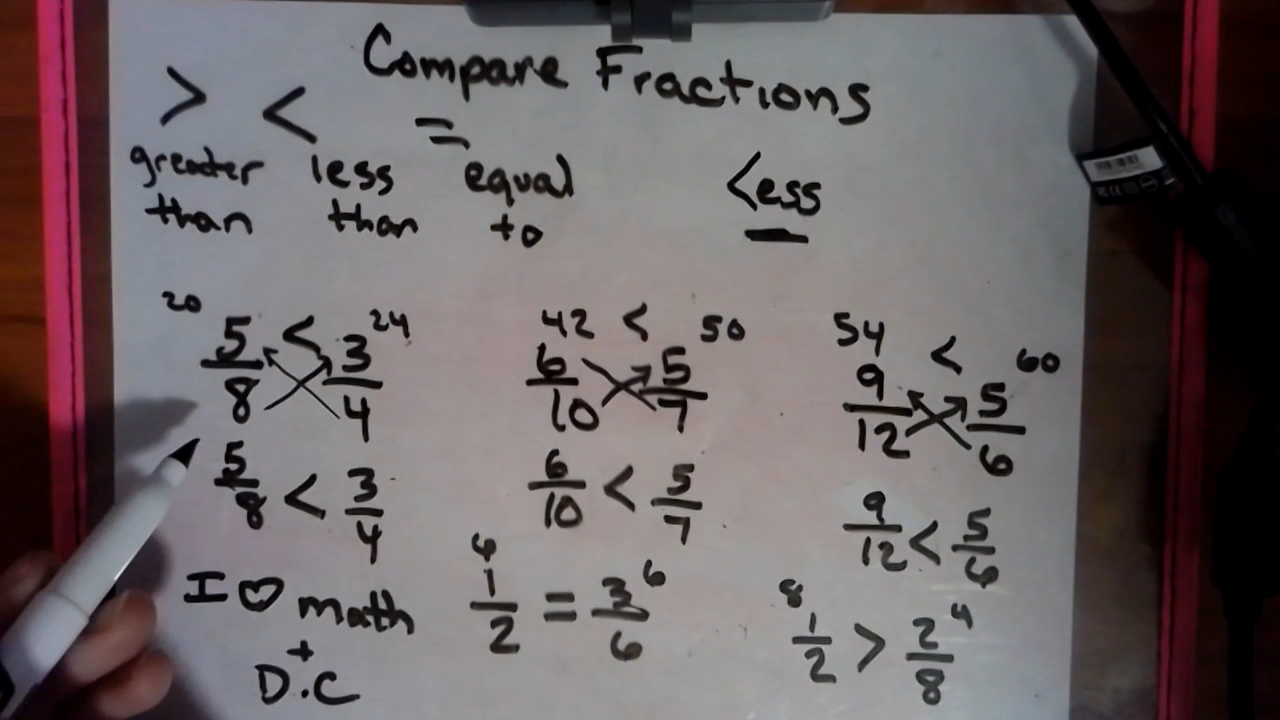 Compare Fractions
> < =
greater less equal <ess
than than to
20 5/8 < 3/4 24
42 < 50
6/10 5/7
54 < 60
9/12 5/6
5/8 < 3/4
6/10 < 5/7
9/12 < 5/6
I ♡ math
+
D.C
6 1/2 = 3/6 6
8 1/2 > 2/8 4